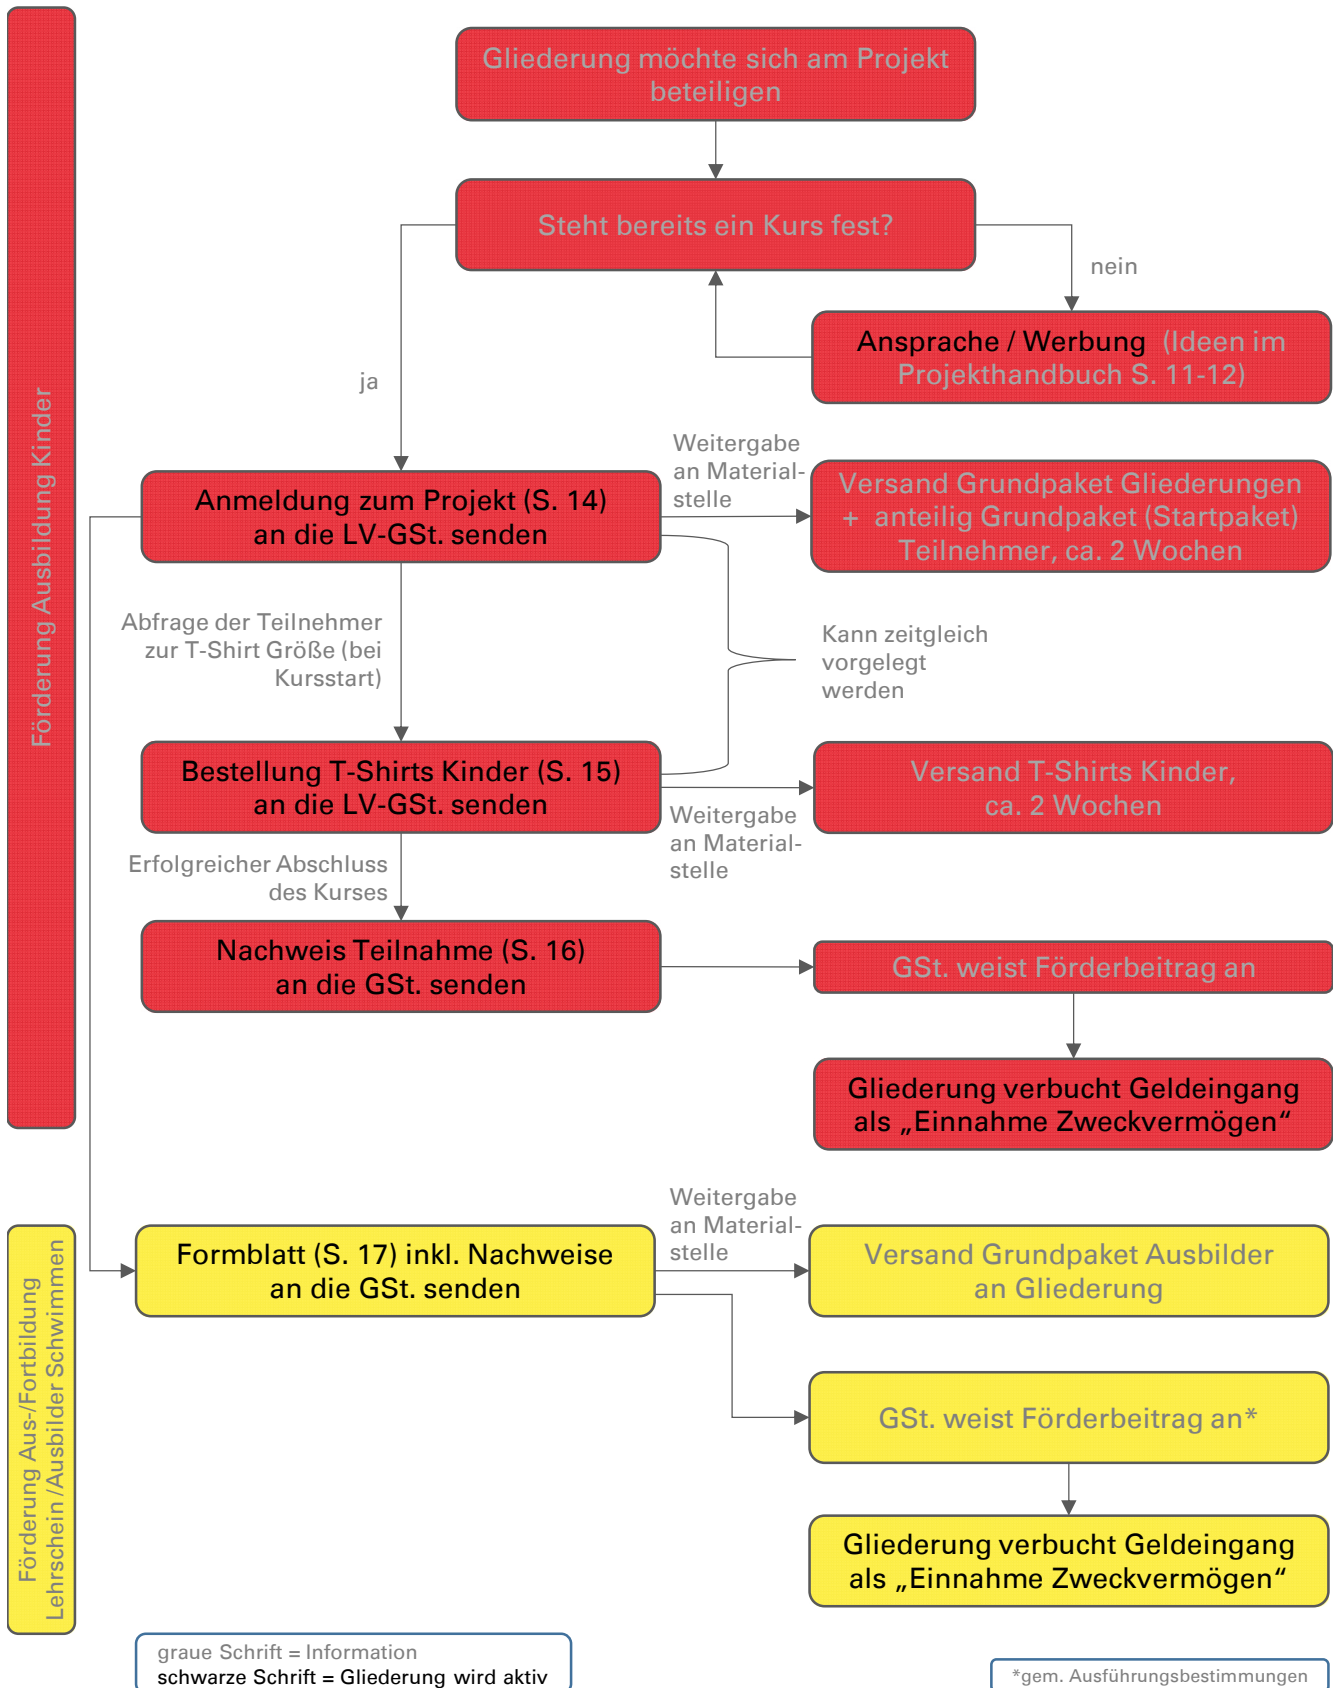 Förderung Ausbildung Kinder
Gliederung möchte sich am Projekt
beteiligen
Steht bereits ein Kurs fest?
nein
Ansprache / Werbung (Ideen im
Projekthandbuch S. 11-12)
ja
Anmeldung zum Projekt (S. 14)
an die LV-GSt. senden
Weitergabe
an Material-
stelle
Versand Grundpaket Gliederungen
+ anteilig Grundpaket (Startpaket)
Teilnehmer, ca. 2 Wochen
Abfrage der Teilnehmer
zur T-Shirt Größe (bei
Kursstart)
Kann zeitgleich
vorgelegt
werden
Bestellung T-Shirts Kinder (S. 15)
an die LV-GSt. senden
Weitergabe
an Material-
stelle
Versand T-Shirts Kinder,
ca. 2 Wochen
Erfolgreicher Abschluss
des Kurses
Nachweis Teilnahme (S. 16)
an die GSt. senden
GSt. weist Förderbeitrag an
Gliederung verbucht Geldeingang
als „Einnahme Zweckvermögen“
Förderung Aus-/Fortbildung
Lehrschein /Ausbilder Schwimmen
Formblatt (S. 17) inkl. Nachweise
an die GSt. senden
Weitergabe
an Material-
stelle
Versand Grundpaket Ausbilder
an Gliederung
GSt. weist Förderbeitrag an*
Gliederung verbucht Geldeingang
als „Einnahme Zweckvermögen“
graue Schrift = Information
schwarze Schrift = Gliederung wird aktiv
*gem. Ausführungsbestimmungen